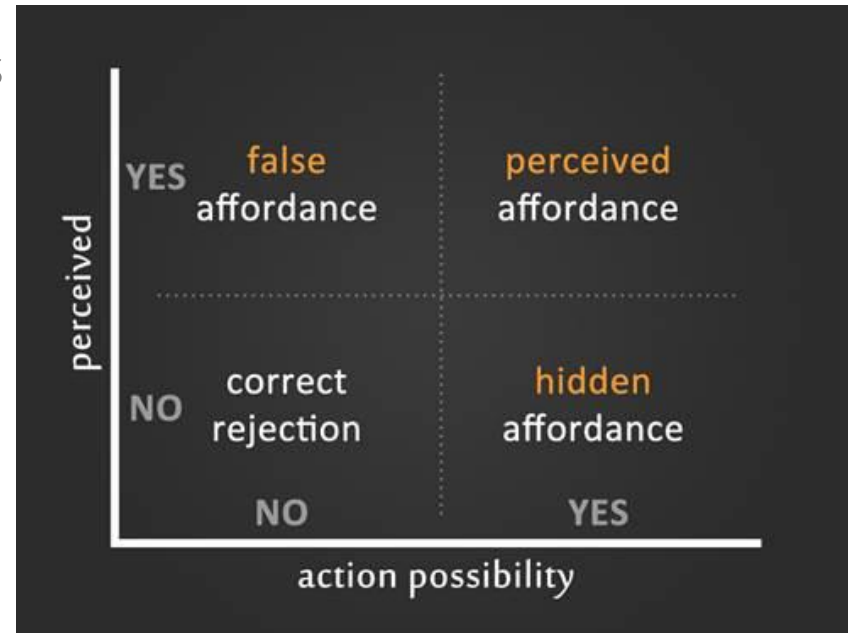 YES
false
affordance
perceived
affordance
perceived
NO
correct
rejection
hidden
affordance
NO
YES
action possibility